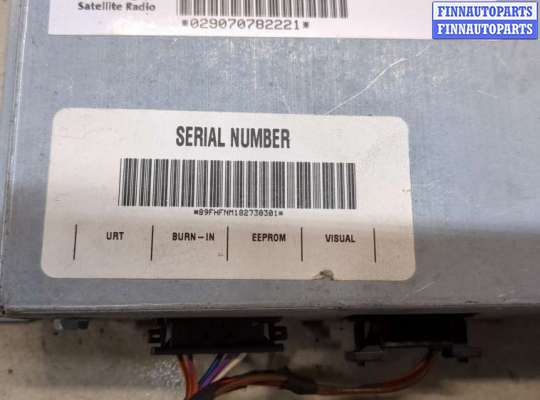 FINNAUTOPARTS
FINNAUTOPARTS
Satellite Radio
*029070782221*
SERIAL NUMBER
*89FHFNM182730301*
URT BURN-IN EEPROM VISUAL